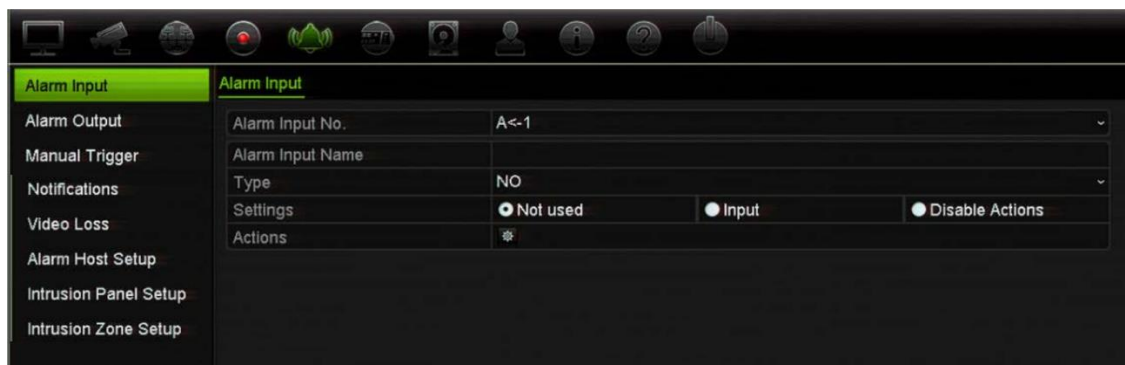 Alarm Input
Alarm Output
Manual Trigger
Notifications
Video Loss
Alarm Host Setup
Intrusion Panel Setup
Intrusion Zone Setup
Alarm Input
Alarm Input No. A<-1
Alarm Input Name
Type NO
Settings Not used Input Disable Actions
Actions